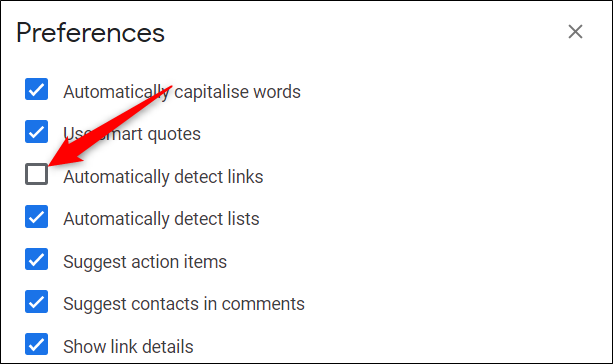 Preferences
Automatically capitalise words
Use smart quotes
Automatically detect links
Automatically detect lists
Suggest action items
Suggest contacts in comments
Show link details